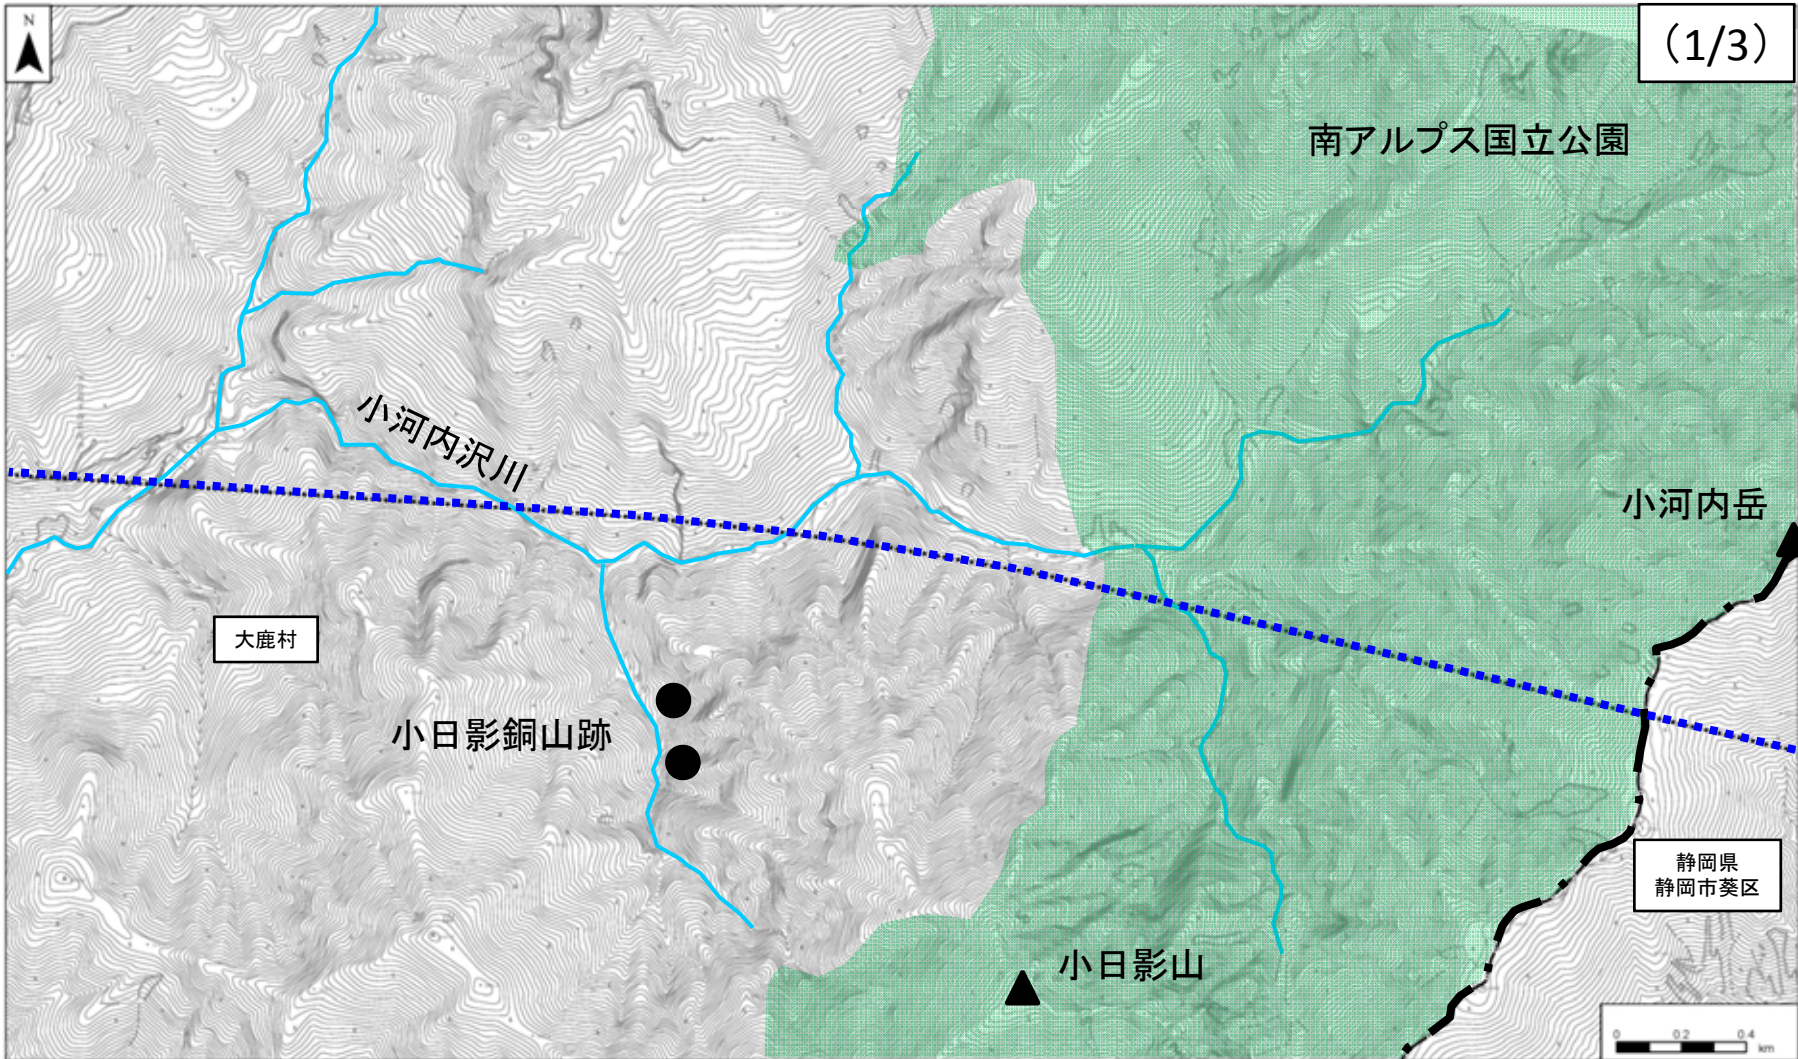 N
（1/3）
南アルプス国立公園
小河内沢川
小河内岳
大鹿村
小日影銅山跡
静岡県
静岡市葵区
小日影山
0 0.2 0.4
km